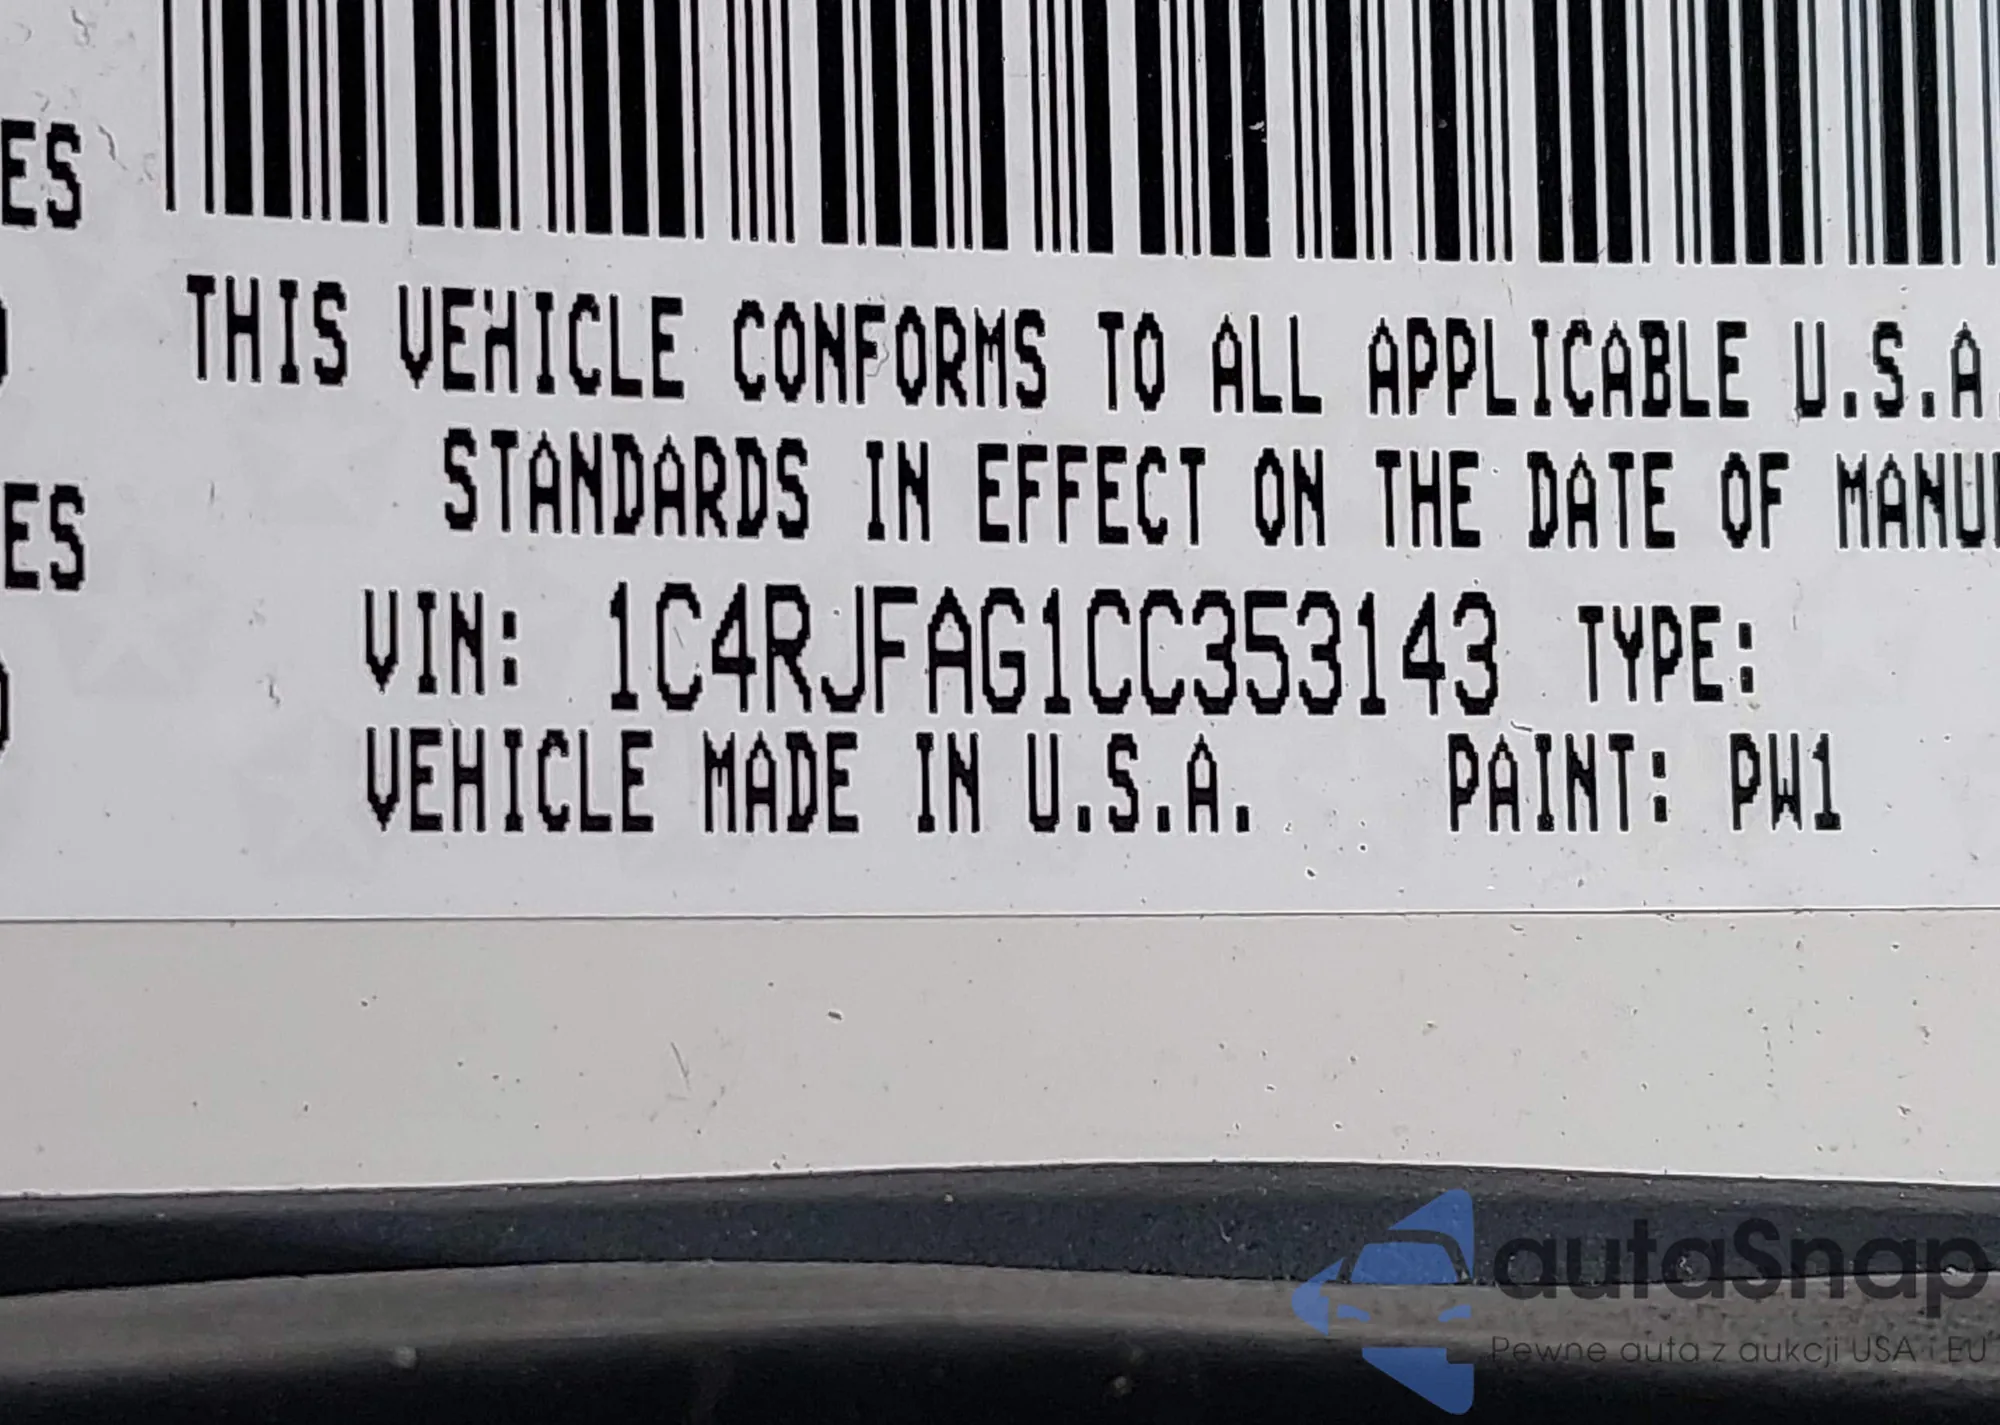 ES
THIS VEHICLE CONFORMS TO ALL APPLICABLE U.S.A.
STANDARDS IN EFFECT ON THE DATE OF MANU
ES
VIN: 1C4RJFAG1CC353143 TYPE:
VEHICLE MADE IN U.S.A. PAINT: PW1
autaSnap
Pewne auta z aukcji USA i EU